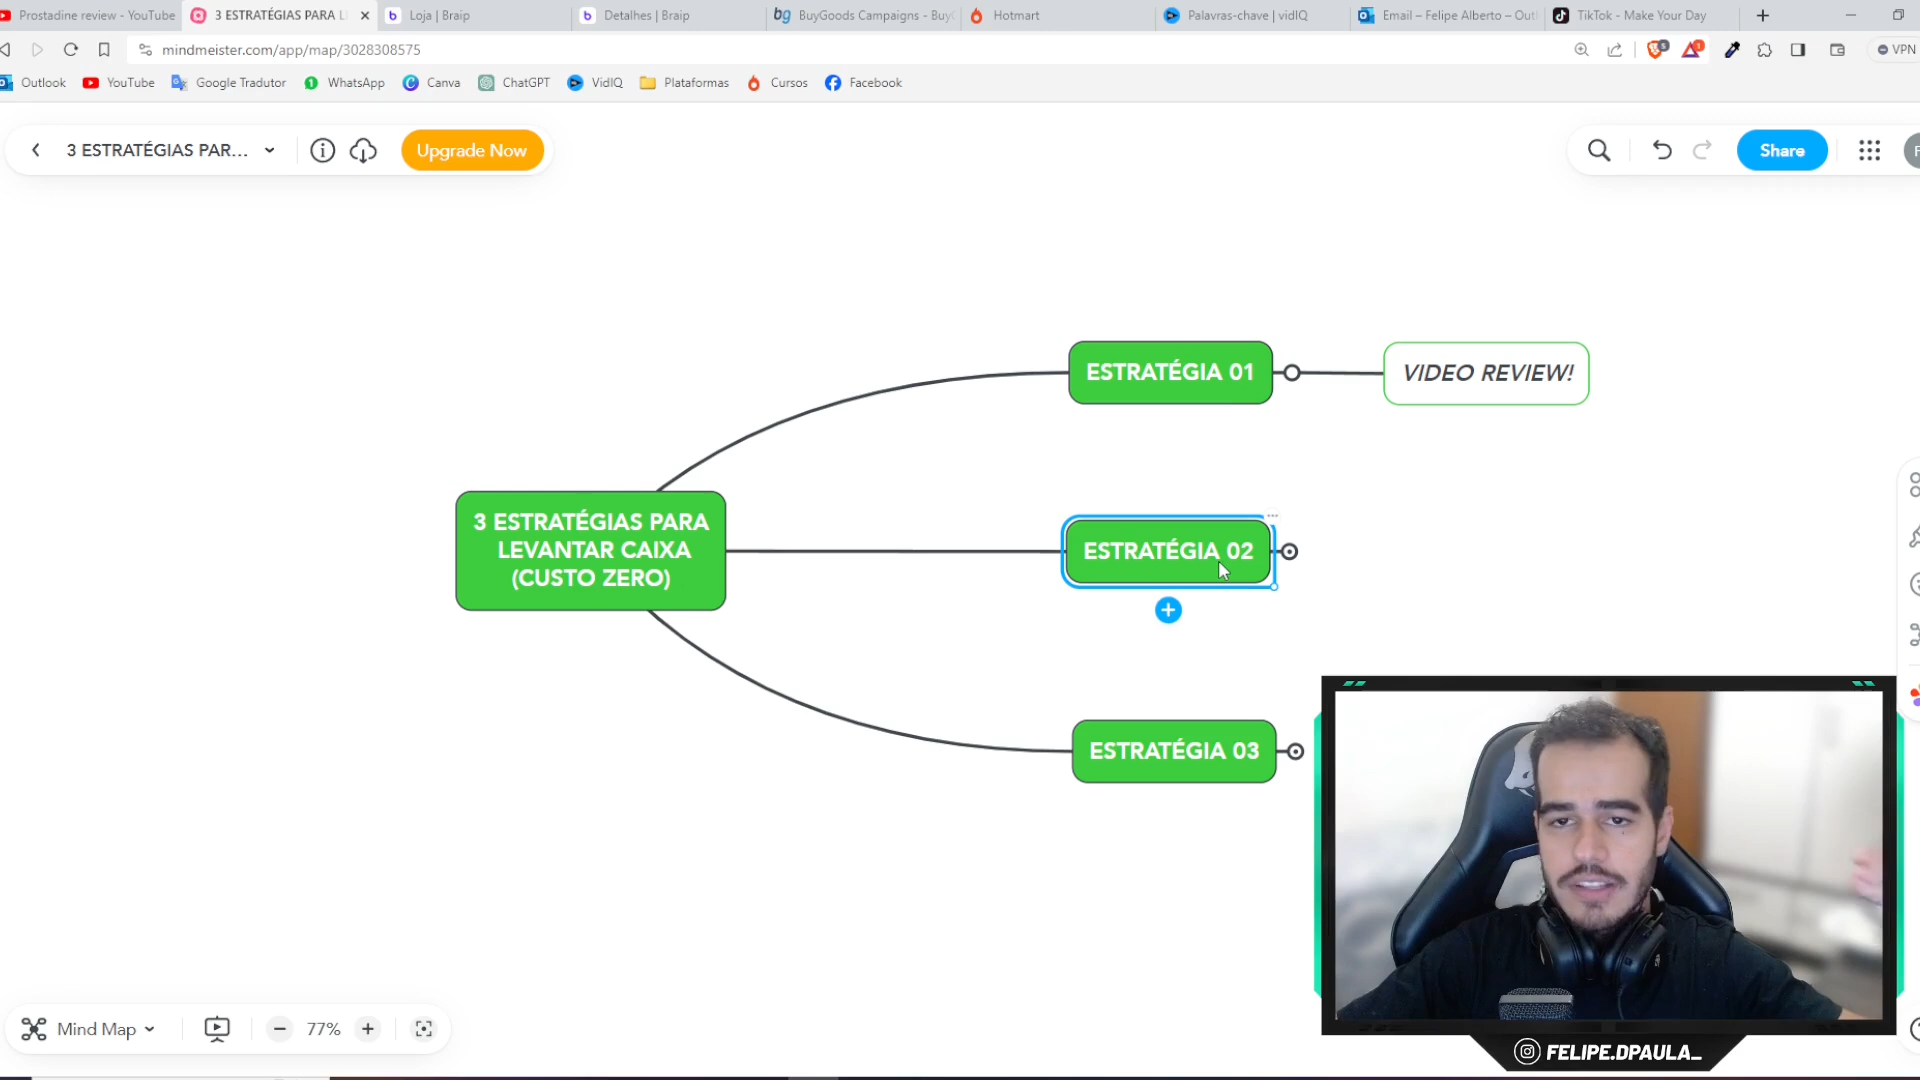 Prostadine review - YouTube
3 ESTRATÉGIAS PARA L
Loja | Braip
Detalhes | Braip
BuyGoods Campaigns - Buy
Hotmart
Palavras-chave | vidIQ
Email – Felipe Alberto – Out
TikTok - Make Your Day
mindmeister.com/app/map/3028308575
VPN
Outlook
YouTube
Google Tradutor
WhatsApp
Canva
ChatGPT
VidIQ
Plataformas
Cursos
Facebook
3 ESTRATÉGIAS PAR...
Upgrade Now
Share
F
ESTRATÉGIA 01
VIDEO REVIEW!
3 ESTRATÉGIAS PARA
LEVANTAR CAIXA
(CUSTO ZERO)
ESTRATÉGIA 02
ESTRATÉGIA 03
Mind Map
77%
FELIPE.DPAULA_